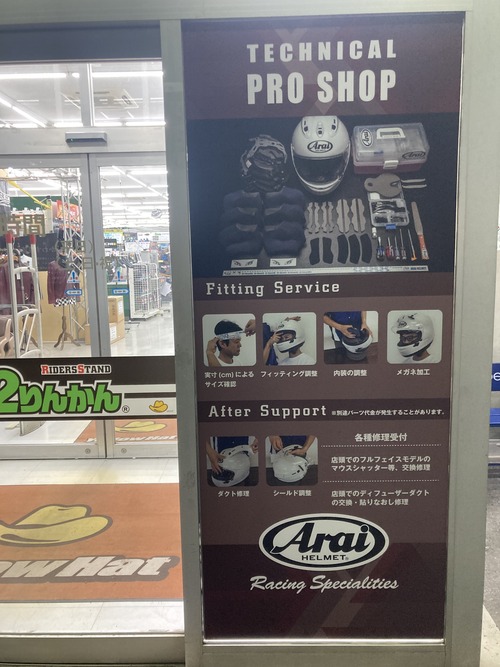 TECHNICAL
PRO SHOP
Arai
Arai
Fitting Service
実寸(cm)による
サイズ確認
フィッティング調整
内装の調整
メガネ加工
After Support ※別途パーツ代金が発生することがあります。
各種修理受付
店頭でのフルフェイスモデルの
マウスシャッター等、交換修理
店頭でのディフューザーダクト
の交換・貼りなおし修理
ダクト修理
シールド調整
Arai
HELMET
Racing Specialities
RIDERSSTAND
2りんかん®
時間
ow Hat